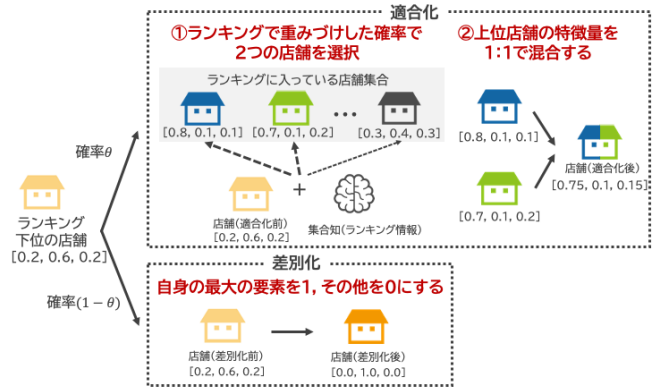 適合化
①ランキングで重みづけした確率で
2つの店舗を選択
ランキングに入っている店舗集合
[0.8, 0.1, 0.1]
[0.7, 0.1, 0.2]
[0.3, 0.4, 0.3]
店舗(適合化前)
[0.2, 0.6, 0.2]
+
集合知(ランキング情報)
②上位店舗の特徴量を
1:1で混合する
[0.8, 0.1, 0.1]
[0.7, 0.1, 0.2]
店舗(適合化後)
[0.75, 0.1, 0.15]
確率θ
ランキング
下位の店舗
[0.2, 0.6, 0.2]
確率(1 − θ)
差別化
自身の最大の要素を1, その他を0にする
店舗(差別化前)
[0.2, 0.6, 0.2]
店舗(差別化後)
[0.0, 1.0, 0.0]